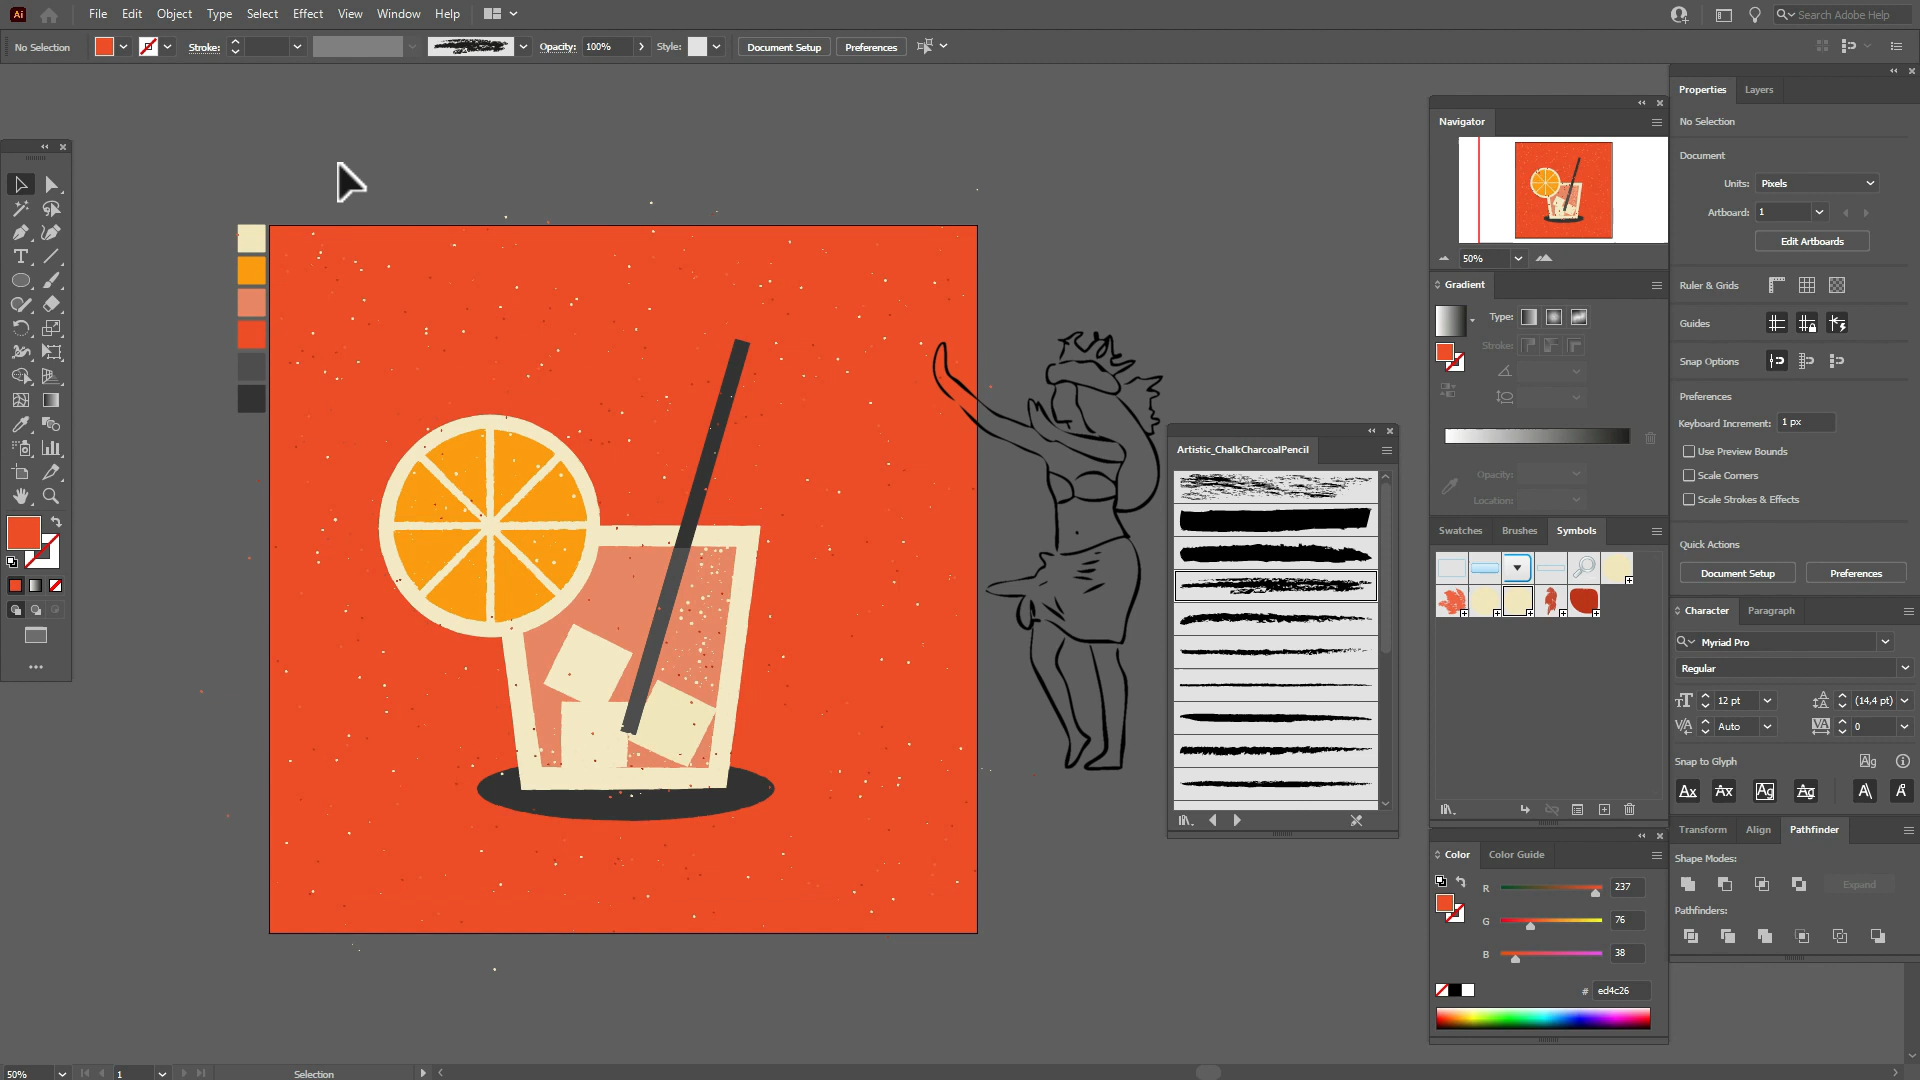 Ai File Edit Object Type Select Effect View Window Help Search Adobe Help
No Selection Stroke: Opacity: 100% Style: Document Setup Preferences
Properties Layers
No Selection
Document
Units: Pixels
Artboard: 1
Edit Artboards
Ruler & Grids
Guides
Snap Options
Preferences
Keyboard Increment: 1 px
Use Preview Bounds
Scale Corners
Scale Strokes & Effects
Quick Actions
Document Setup Preferences
Character Paragraph
Myriad Pro
Regular
12 pt (14,4 pt)
Auto 0
Snap to Glyph
Transform Align Pathfinder
Shape Modes:
Expand
Pathfinders:
Navigator
50%
Gradient
Type:
Stroke:
Opacity:
Location:
Swatches Brushes Symbols
Color Color Guide
R 237
G 76
B 38
# ed4c26
Artistic_ChalkCharcoalPencil
50% 1 Selection